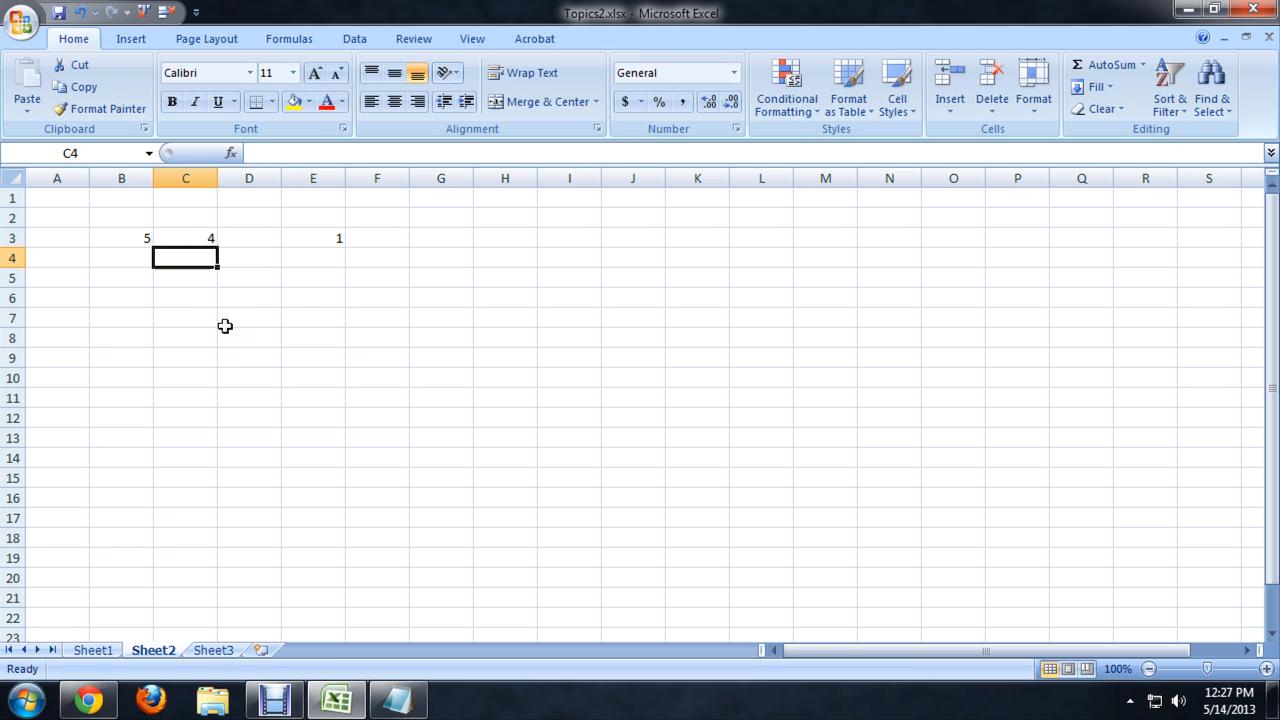 Topics2.xlsx - Microsoft Excel
Home Insert Page Layout Formulas Data Review View Acrobat
Paste
Cut
Copy
Format Painter
Clipboard
Calibri 11
B I U
Font
Wrap Text
Merge & Center
Alignment
General
$ % ,
Number
Conditional
Formatting
Format
as Table
Cell
Styles
Styles
Insert Delete Format
Cells
Σ AutoSum
Fill
Clear
Sort &
Filter
Find &
Select
Editing
C4 fx
A B C D E F G H I J K L M N O P Q R S
1
2
3 5 4 1
4
5
6
7
8
9
10
11
12
13
14
15
16
17
18
19
20
21
22
23
Sheet1 Sheet2 Sheet3
Ready 100%
12:27 PM
5/14/2013